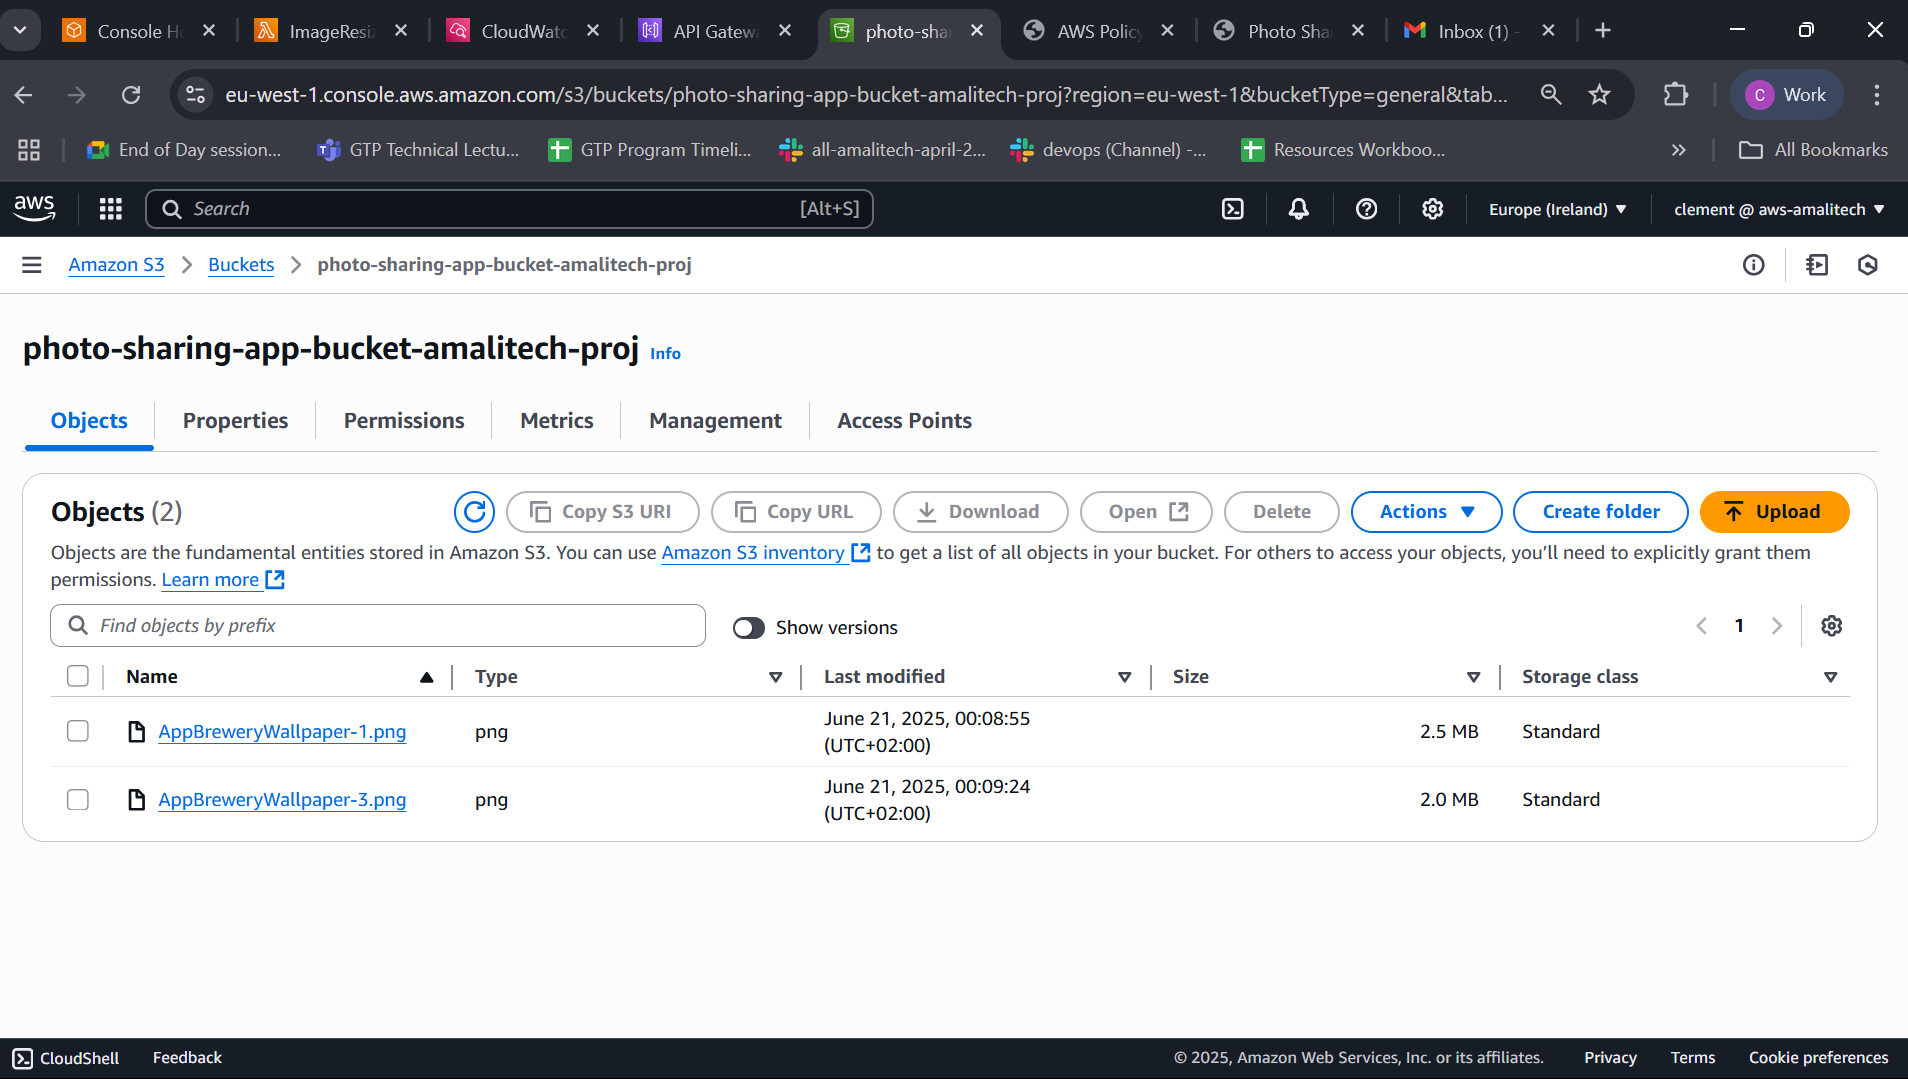 Console H
ImageResiz
CloudWatc
API Gatewa
photo-shar
AWS Policy
Photo Shar
Inbox (1) -
eu-west-1.console.aws.amazon.com/s3/buckets/photo-sharing-app-bucket-amalitech-proj?region=eu-west-1&bucketType=general&tab...
C Work
End of Day session...
GTP Technical Lectu...
GTP Program Timeli...
all-amalitech-april-2...
devops (Channel) -...
Resources Workboo...
» All Bookmarks
aws
Search [Alt+S]
Europe (Ireland)
clement @ aws-amalitech
Amazon S3 > Buckets > photo-sharing-app-bucket-amalitech-proj
photo-sharing-app-bucket-amalitech-proj Info
Objects Properties Permissions Metrics Management Access Points
Objects (2)
Copy S3 URI
Copy URL
Download
Open
Delete
Actions
Create folder
Upload
Objects are the fundamental entities stored in Amazon S3. You can use Amazon S3 inventory to get a list of all objects in your bucket. For others to access your objects, you’ll need to explicitly grant them
permissions. Learn more
Find objects by prefix
Show versions
1
Name Type Last modified Size Storage class
AppBreweryWallpaper-1.png png June 21, 2025, 00:08:55 (UTC+02:00) 2.5 MB Standard
AppBreweryWallpaper-3.png png June 21, 2025, 00:09:24 (UTC+02:00) 2.0 MB Standard
CloudShell Feedback © 2025, Amazon Web Services, Inc. or its affiliates. Privacy Terms Cookie preferences